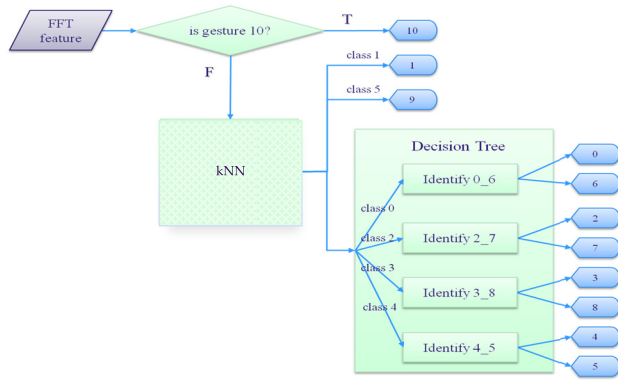 FFT
feature
is gesture 10?
T
10
F
class 1
1
class 5
9
kNN
Decision Tree
Identify 0_6
0
6
class 0
Identify 2_7
2
7
class 2
class 3
Identify 3_8
3
8
class 4
Identify 4_5
4
5